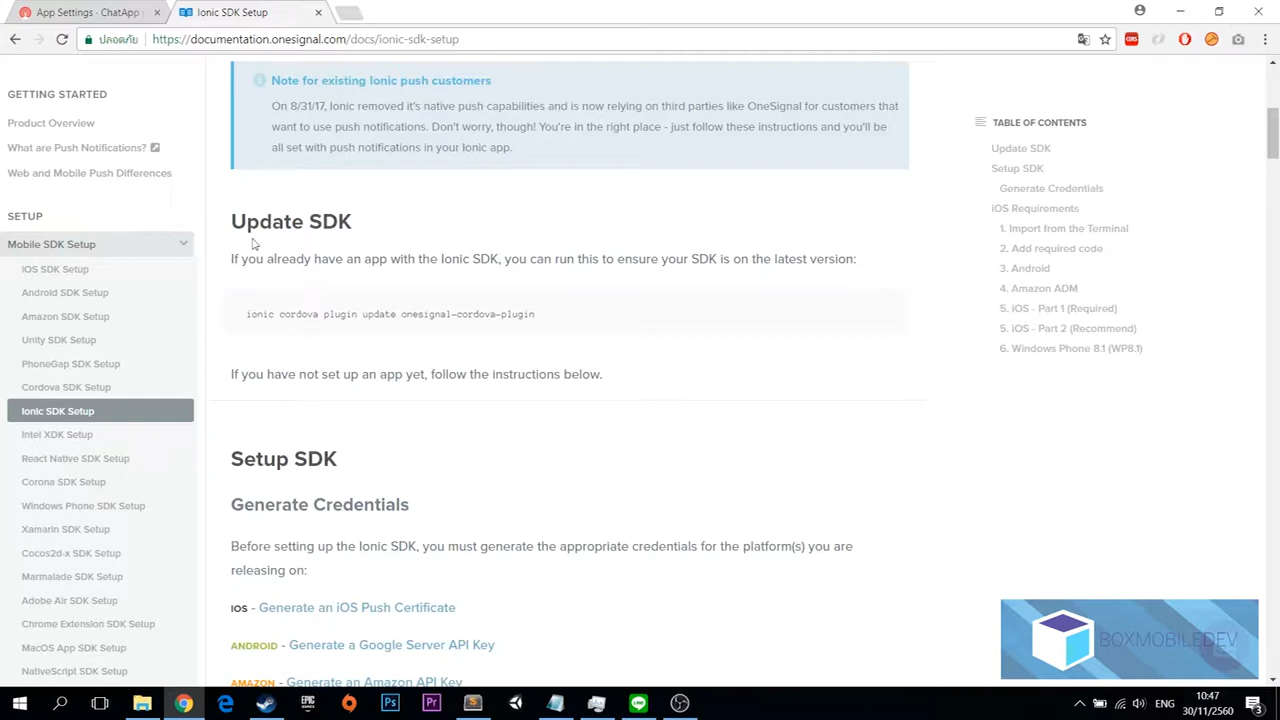 App Settings · ChatApp
Ionic SDK Setup
ปลอดภัย
https://documentation.onesignal.com/docs/ionic-sdk-setup
GETTING STARTED
Product Overview
What are Push Notifications?
Web and Mobile Push Differences
SETUP
Mobile SDK Setup
iOS SDK Setup
Android SDK Setup
Amazon SDK Setup
Unity SDK Setup
PhoneGap SDK Setup
Cordova SDK Setup
Ionic SDK Setup
Intel XDK Setup
React Native SDK Setup
Corona SDK Setup
Windows Phone SDK Setup
Xamarin SDK Setup
Cocos2d-x SDK Setup
Marmalade SDK Setup
Adobe Air SDK Setup
Chrome Extension SDK Setup
MacOS App SDK Setup
NativeScript SDK Setup
Note for existing Ionic push customers
On 8/31/17, Ionic removed it's native push capabilities and is now relying on third parties like OneSignal for customers that
want to use push notifications. Don't worry, though! You're in the right place - just follow these instructions and you'll be
all set with push notifications in your Ionic app.
Update SDK
If you already have an app with the Ionic SDK, you can run this to ensure your SDK is on the latest version:
ionic cordova plugin update onesignal-cordova-plugin
If you have not set up an app yet, follow the instructions below.
Setup SDK
Generate Credentials
Before setting up the Ionic SDK, you must generate the appropriate credentials for the platform(s) you are
releasing on:
IOS - Generate an iOS Push Certificate
ANDROID - Generate a Google Server API Key
AMAZON - Generate an Amazon API Key
TABLE OF CONTENTS
Update SDK
Setup SDK
Generate Credentials
iOS Requirements
1. Import from the Terminal
2. Add required code
3. Android
4. Amazon ADM
5. iOS - Part 1 (Required)
5. iOS - Part 2 (Recommend)
6. Windows Phone 8.1 (WP8.1)
BOXMOBILEDEV
ENG
10:47
30/11/2560